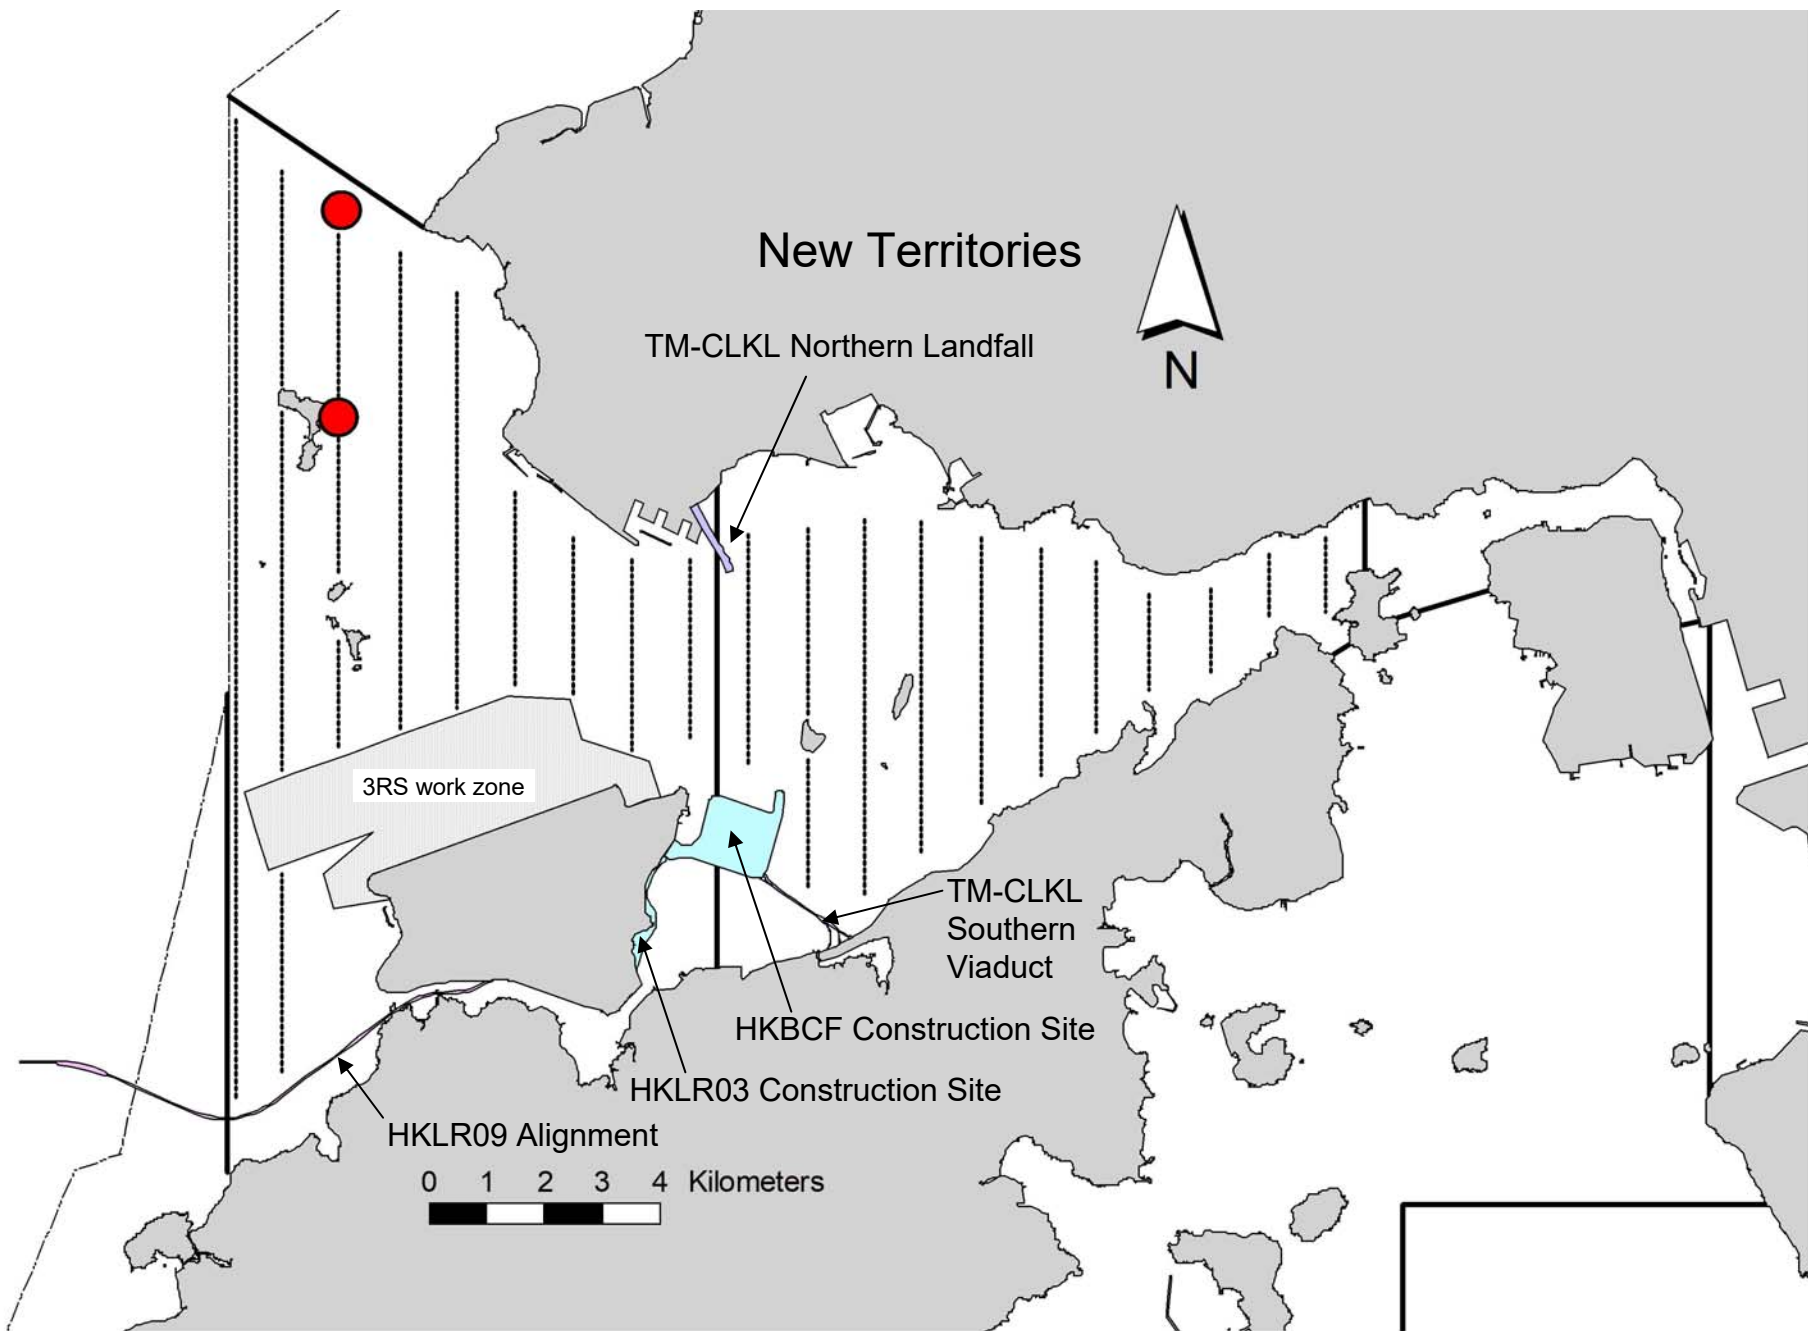 New Territories
TM-CLKL Northern Landfall
N
3RS work zone
TM-CLKL
Southern
Viaduct
HKBCF Construction Site
HKLR03 Construction Site
HKLR09 Alignment
0 1 2 3 4 Kilometers